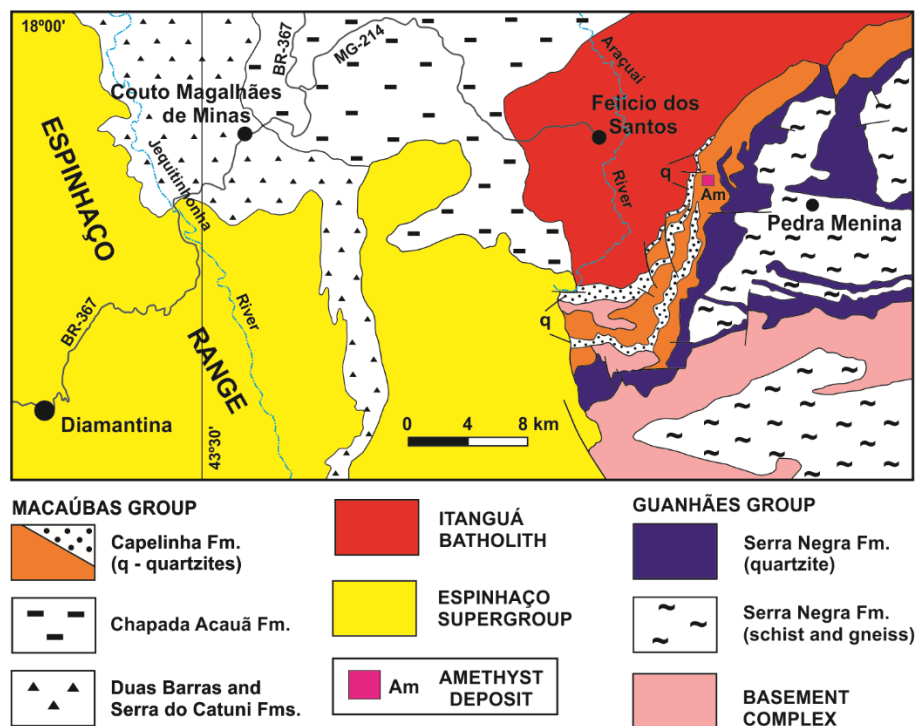 18º00'
BR-367
MG-214
Araçuaí
River
Couto Magalhães
de Minas
Felício dos
Santos
ESPINHAÇO
RANGE
Jequitinhonha
River
q
Am
Pedra Menina
BR-367
q
Diamantina
43º30'
0 4 8 km
MACAÚBAS GROUP
Capelinha Fm.
(q - quartzites)
Chapada Acauã Fm.
Duas Barras and
Serra do Catuni Fms.
ITANGUÁ
BATHOLITH
ESPINHAÇO
SUPERGROUP
Am
AMETHYST
DEPOSIT
GUANHÃES GROUP
Serra Negra Fm.
(quartzite)
Serra Negra Fm.
(schist and gneiss)
BASEMENT
COMPLEX